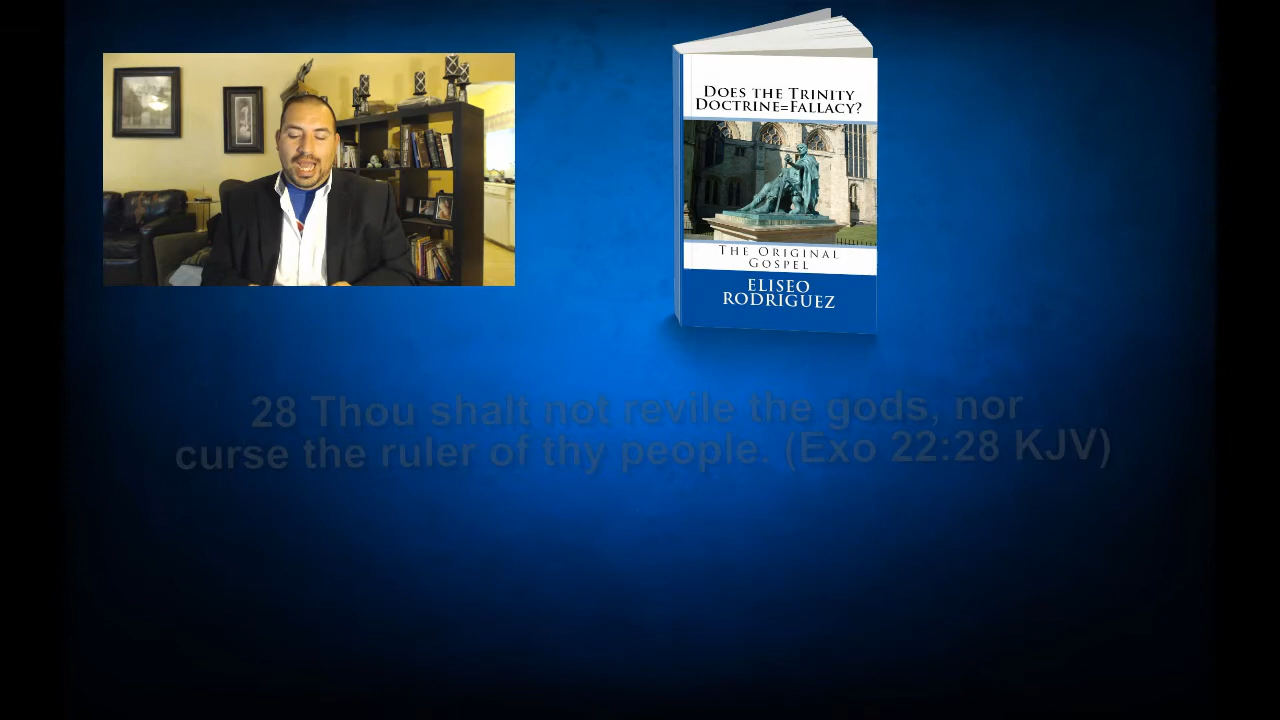 DOES THE TRINITY
DOCTRINE=FALLACY?
THE ORIGINAL
GOSPEL
ELISEO
RODRIGUEZ
28 Thou shalt not revile the gods, nor
curse the ruler of thy people. (Exo 22:28 KJV)